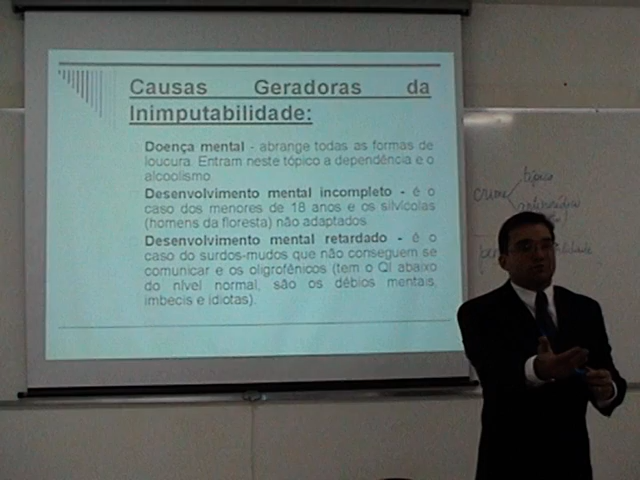 Causas Geradoras da
Inimputabilidade:
Doença mental - abrange todas as formas de
loucura. Entram neste tópico a dependência e o
alcoolismo.
Desenvolvimento mental incompleto - é o
caso dos menores de 18 anos e os silvícolas
(homens da floresta) não adaptados.
Desenvolvimento mental retardado - é o
caso do surdos-mudos que não conseguem se
comunicar e os oligrofênicos (tem o QI abaixo
do nível normal, são os débios mentais,
imbecis e idiotas).
típico
crime